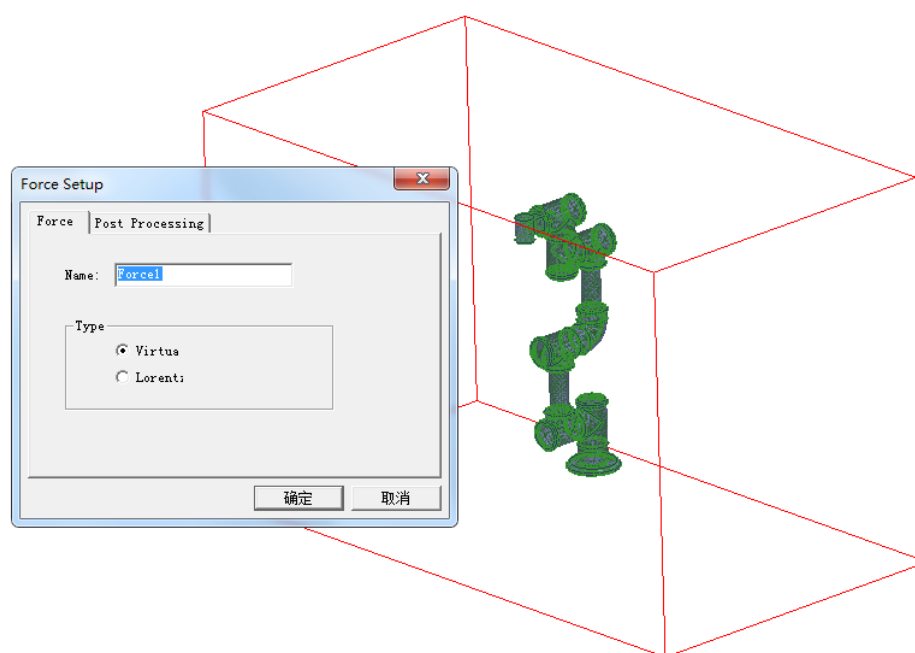 Force Setup
Force
Post Processing
Name:
Force1
Type
Virtua
Lorent
确定
取消